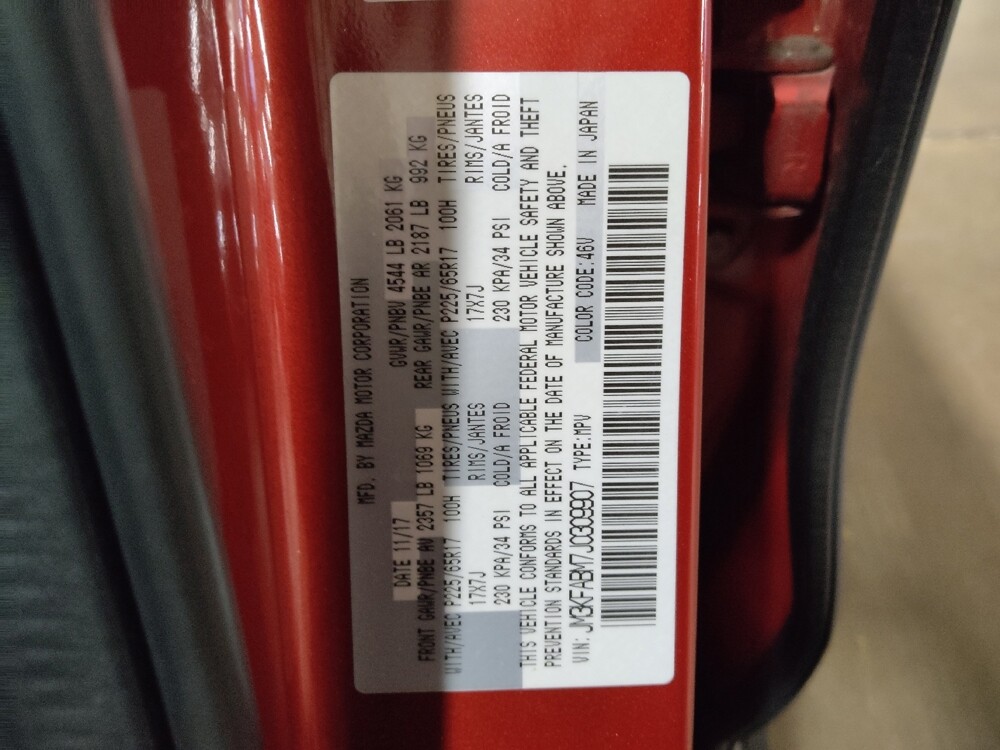 MFD. BY MAZDA MOTOR CORPORATION
DATE 11/17 GVWR/PNBV 4544 LB 2061 KG
FRONT GAWR/PNBE AV 2357 LB 1069 KG REAR GAWR/PNBE AR 2187 LB 992 KG
WITH/AVEC P225/65R17 100H TIRES/PNEUS WITH/AVEC P225/65R17 100H TIRES/PNEUS
17X7J RIMS/JANTES 17X7J RIMS/JANTES
230 KPA/34 PSI COLD/A FROID 230 KPA/34 PSI COLD/A FROID
THIS VEHICLE CONFORMS TO ALL APPLICABLE FEDERAL MOTOR VEHICLE SAFETY AND THEFT
PREVENTION STANDARDS IN EFFECT ON THE DATE OF MANUFACTURE SHOWN ABOVE.
VIN: JM3KFABM7J0309907 TYPE:MPV COLOR CODE:46V MADE IN JAPAN